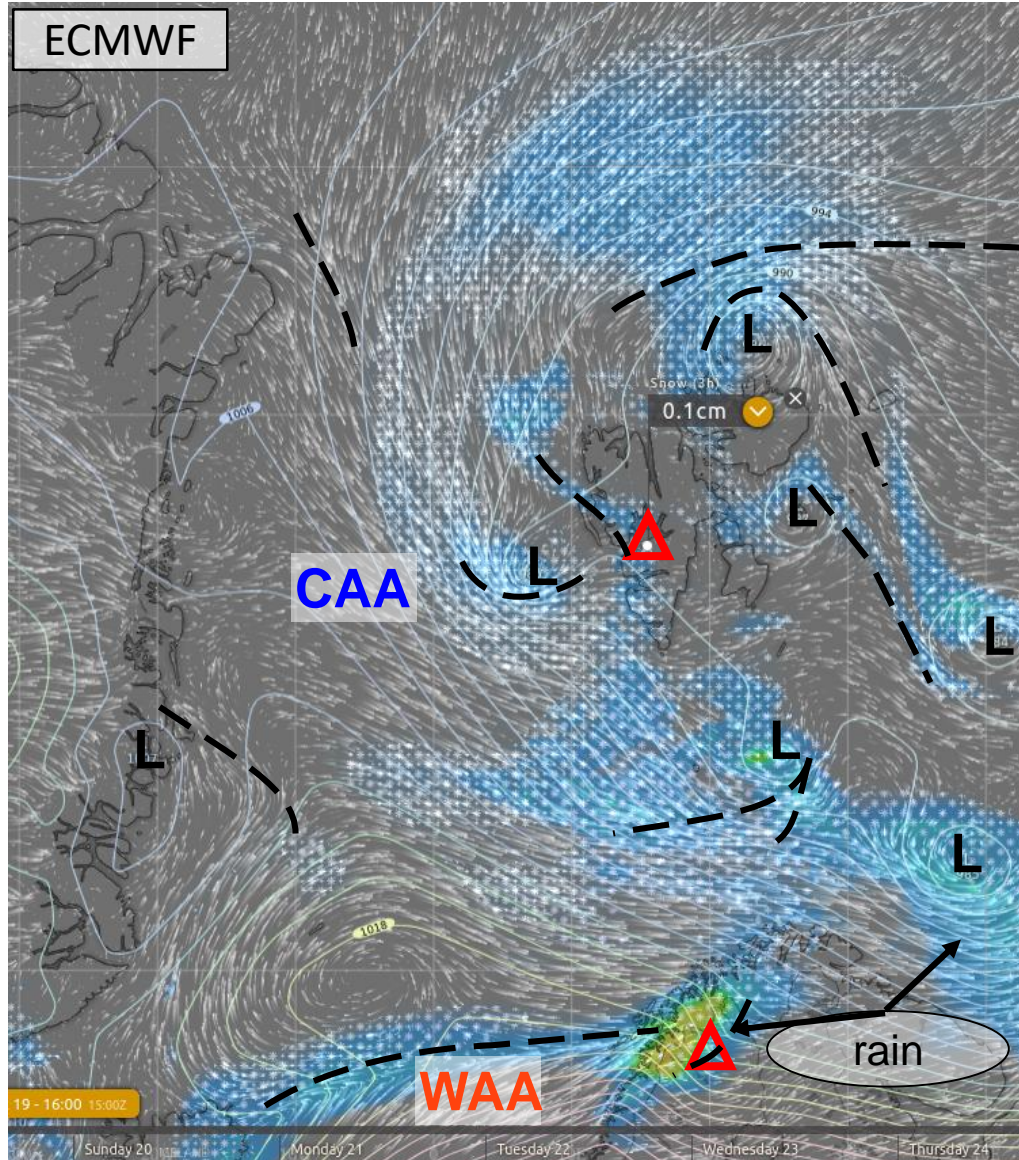 ECMWF
994
990
L
Snow (3h)
0.1cm
1006
L
L
CAA
L
L
L
L
1018
rain
WAA
19 - 16:00 15:00Z
Sunday 20
Monday 21
Tuesday 22
Wednesday 23
Thursday 24